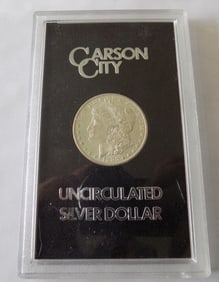 CARSON
CITY
UNCIRCULATED
SILVER DOLLAR